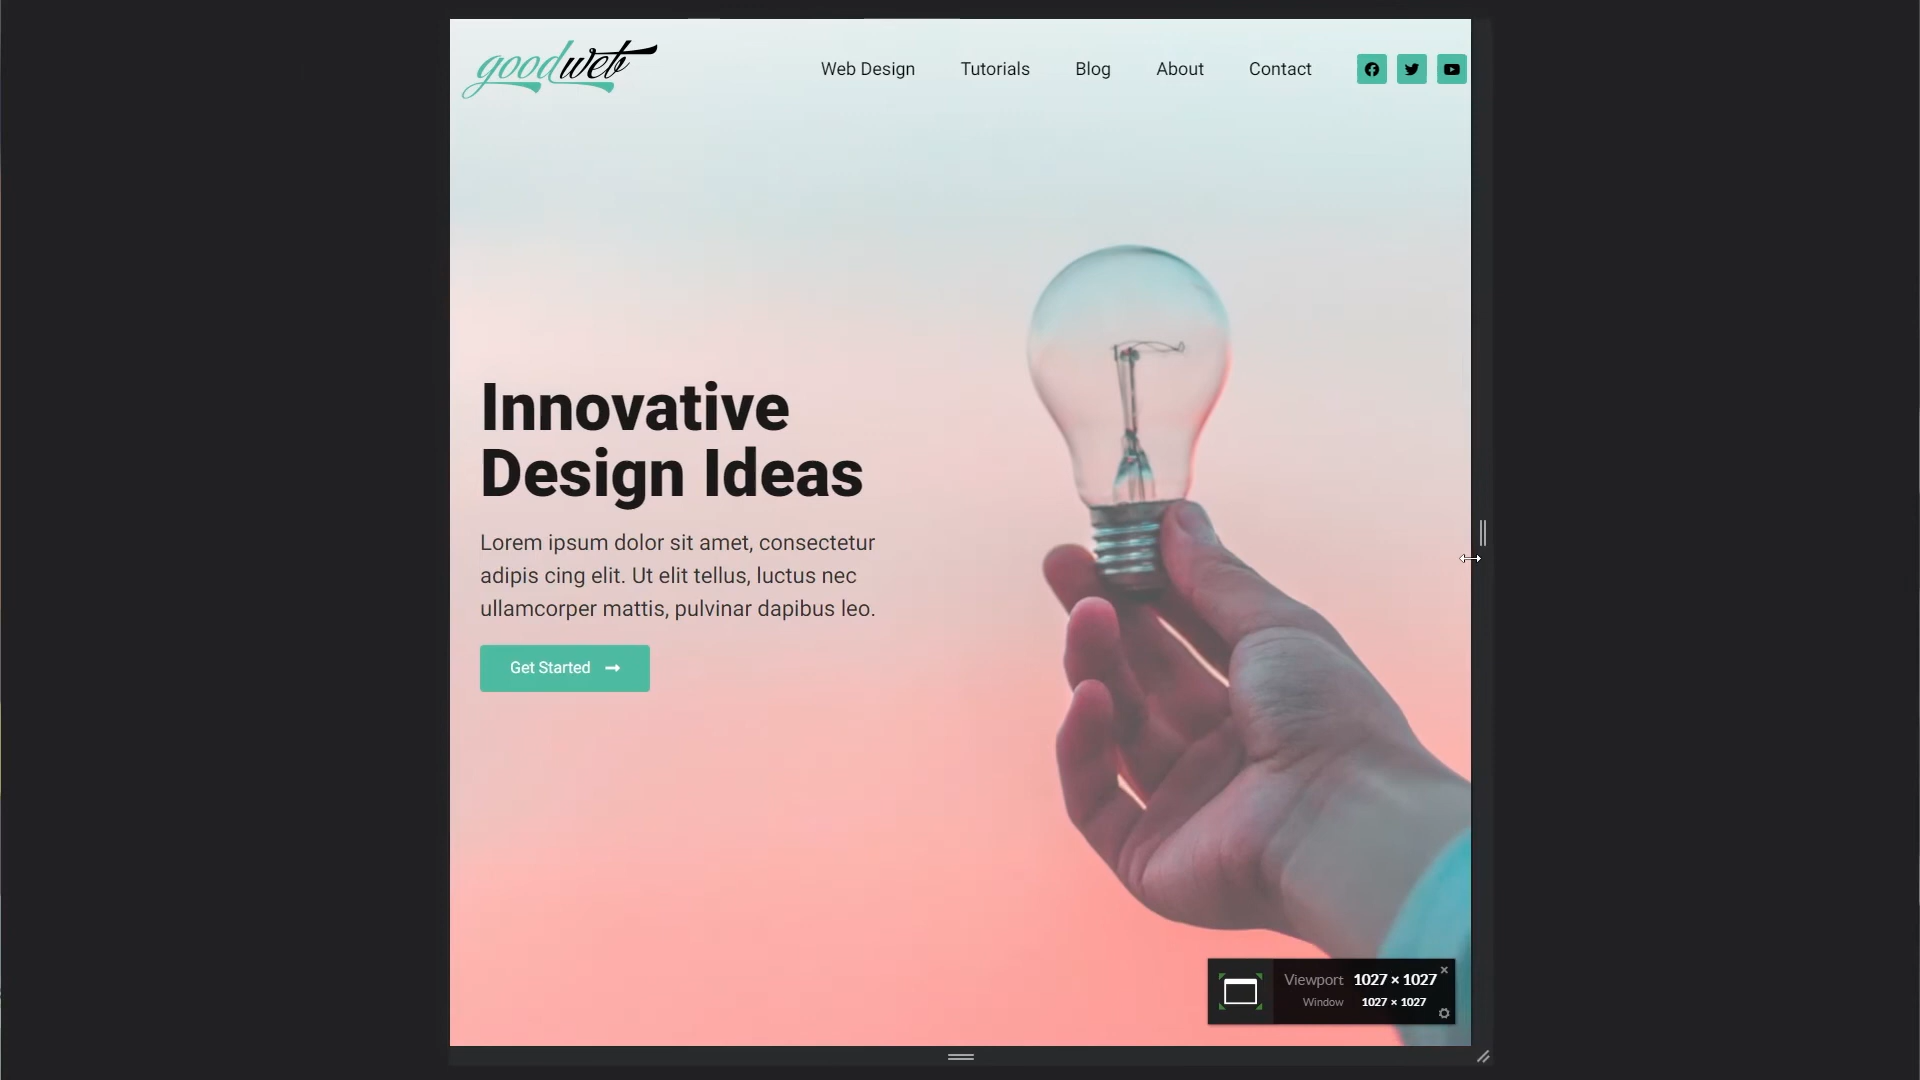 goodweb
Web Design Tutorials Blog About Contact
Innovative
Design Ideas
Lorem ipsum dolor sit amet, consectetur
adipis cing elit. Ut elit tellus, luctus nec
ullamcorper mattis, pulvinar dapibus leo.
Get Started
Viewport 1027 × 1027
Window 1027 × 1027